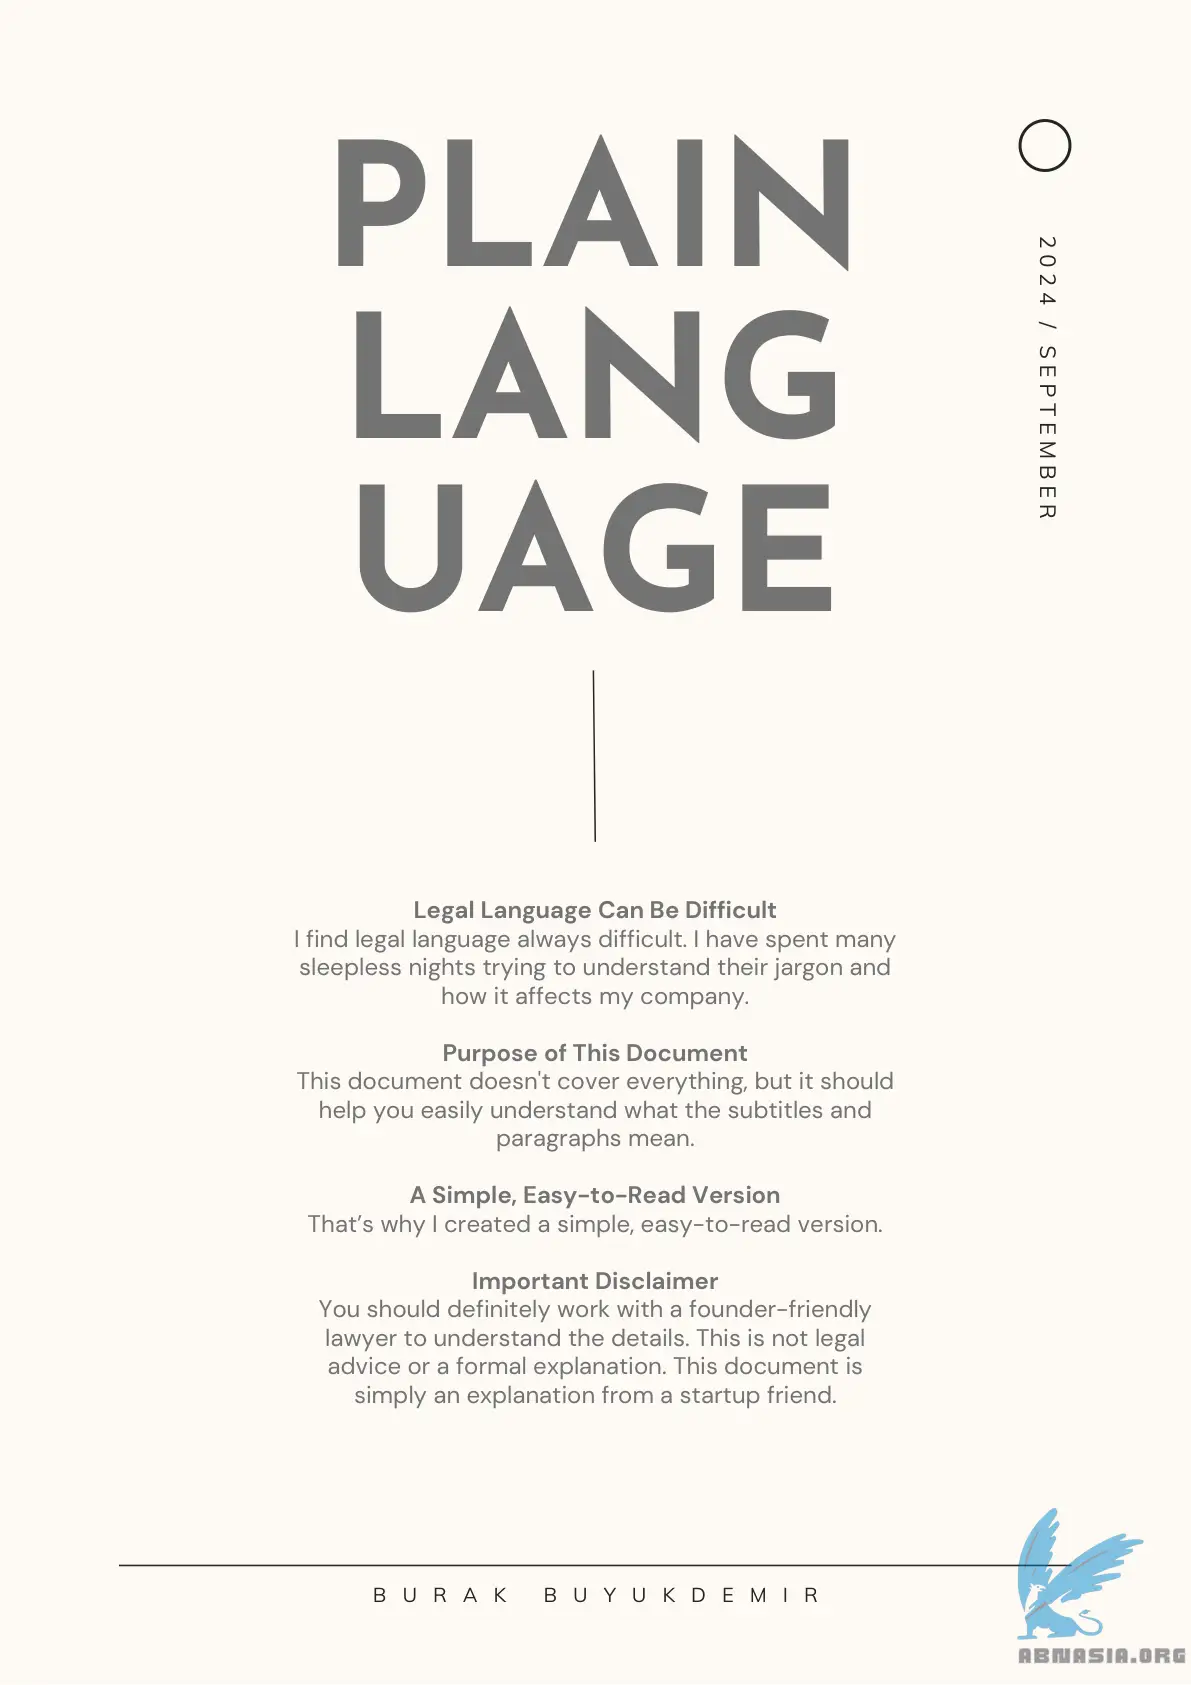 PLAIN
LANG
UAGE
2024 / SEPTEMBER
Legal Language Can Be Difficult
I find legal language always difficult. I have spent many
sleepless nights trying to understand their jargon and
how it affects my company.
Purpose of This Document
This document doesn't cover everything, but it should
help you easily understand what the subtitles and
paragraphs mean.
A Simple, Easy-to-Read Version
That’s why I created a simple, easy-to-read version.
Important Disclaimer
You should definitely work with a founder-friendly
lawyer to understand the details. This is not legal
advice or a formal explanation. This document is
simply an explanation from a startup friend.
BURAK BUYUKDEMIR
ABNASIA.ORG